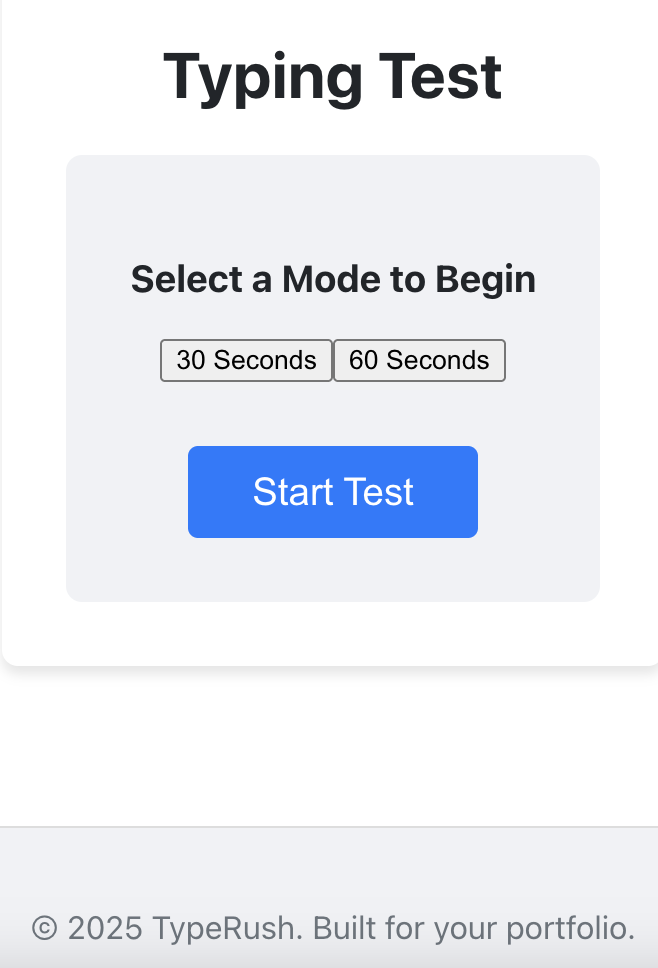 Typing Test
Select a Mode to Begin
30 Seconds 60 Seconds
Start Test
© 2025 TypeRush. Built for your portfolio.